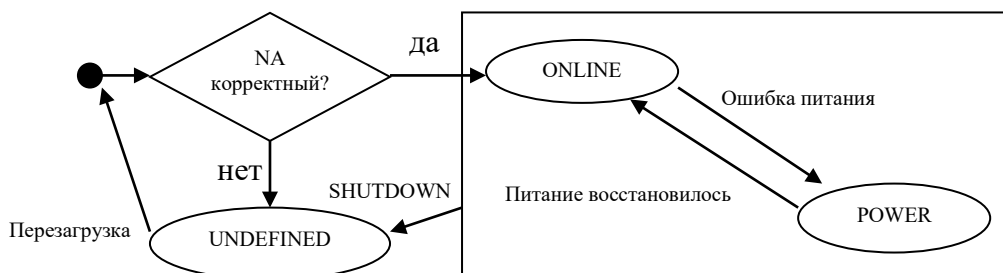 да
NA
корректный?
ONLINE
Ошибка питания
нет
SHUTDOWN
Питание восстановилось
Перезагрузка
UNDEFINED
POWER